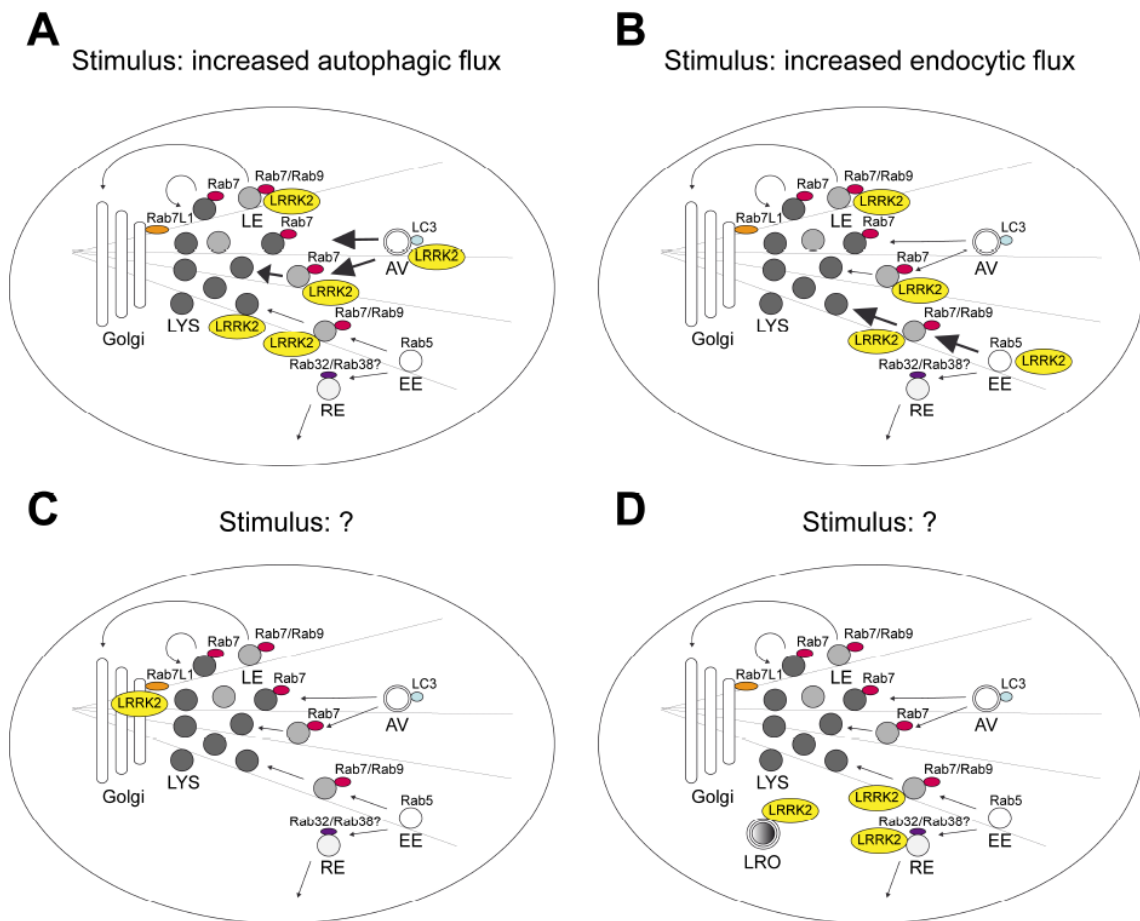 A
Stimulus: increased autophagic flux
Rab7
Rab7/Rab9
LRRK2
LE
Rab7L1
Rab7
LC3
LRRK2
AV
Rab7
LRRK2
Rab7/Rab9
LRRK2
LRRK2
LYS
Golgi
Rab5
EE
Rab32/Rab38?
RE
B
Stimulus: increased endocytic flux
Rab7
Rab7/Rab9
LRRK2
LE
Rab7L1
Rab7
LC3
AV
Rab7
LRRK2
Rab7/Rab9
LRRK2
LYS
Golgi
Rab5
LRRK2
EE
Rab32/Rab38?
RE
C
Stimulus: ?
Rab7
Rab7/Rab9
LE
Rab7L1
LRRK2
Rab7
LC3
AV
Rab7
LYS
Golgi
Rab7/Rab9
Rab5
EE
Rab32/Rab38?
RE
D
Stimulus: ?
Rab7
Rab7/Rab9
LE
Rab7L1
Rab7
LC3
AV
Rab7
LYS
Golgi
Rab7/Rab9
LRRK2
LRRK2
LRO
Rab5
EE
Rab32/Rab38?
LRRK2
RE